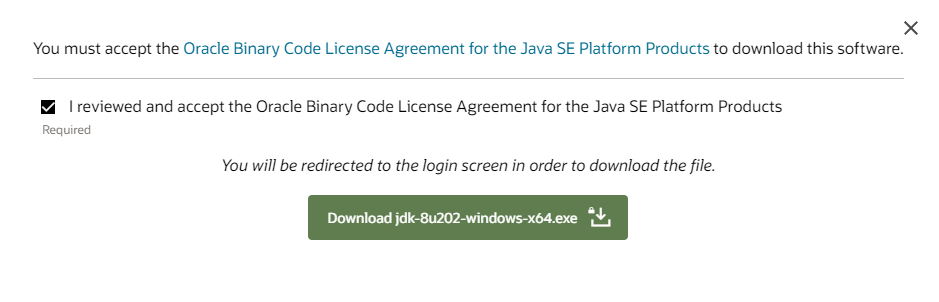 You must accept the Oracle Binary Code License Agreement for the Java SE Platform Products to download this software.
I reviewed and accept the Oracle Binary Code License Agreement for the Java SE Platform Products
Required
You will be redirected to the login screen in order to download the file.
Download jdk-8u202-windows-x64.exe